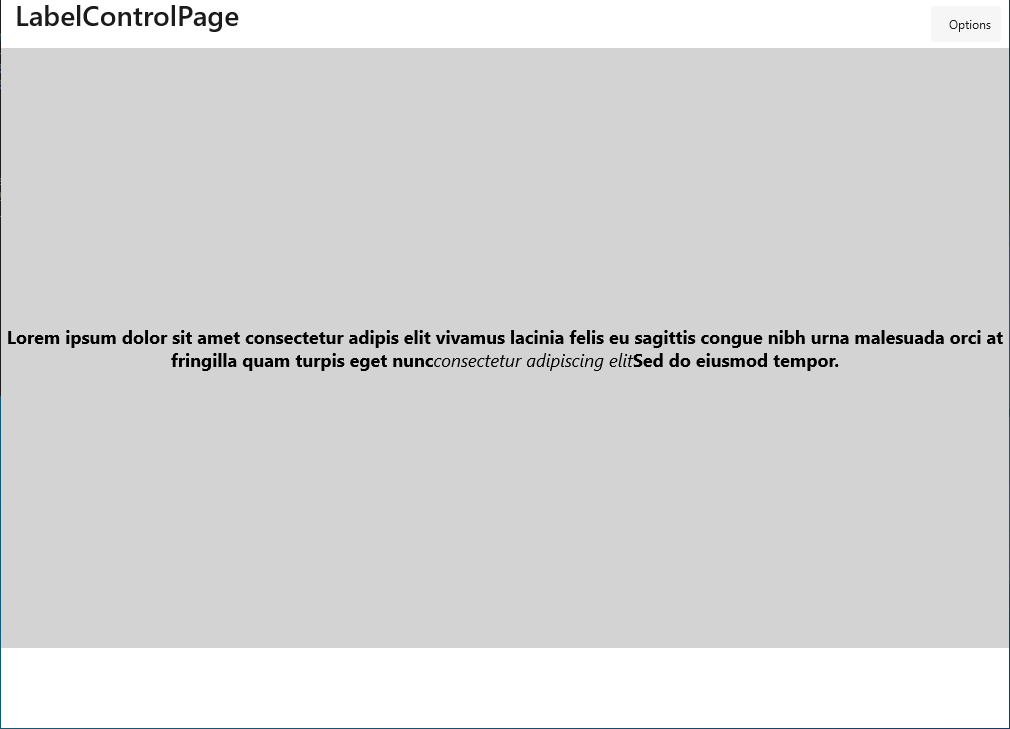 LabelControlPage
Options
Lorem ipsum dolor sit amet consectetur adipis elit vivamus lacinia felis eu sagittis congue nibh urna malesuada orci at
fringilla quam turpis eget nuncconsectetur adipiscing elitSed do eiusmod tempor.